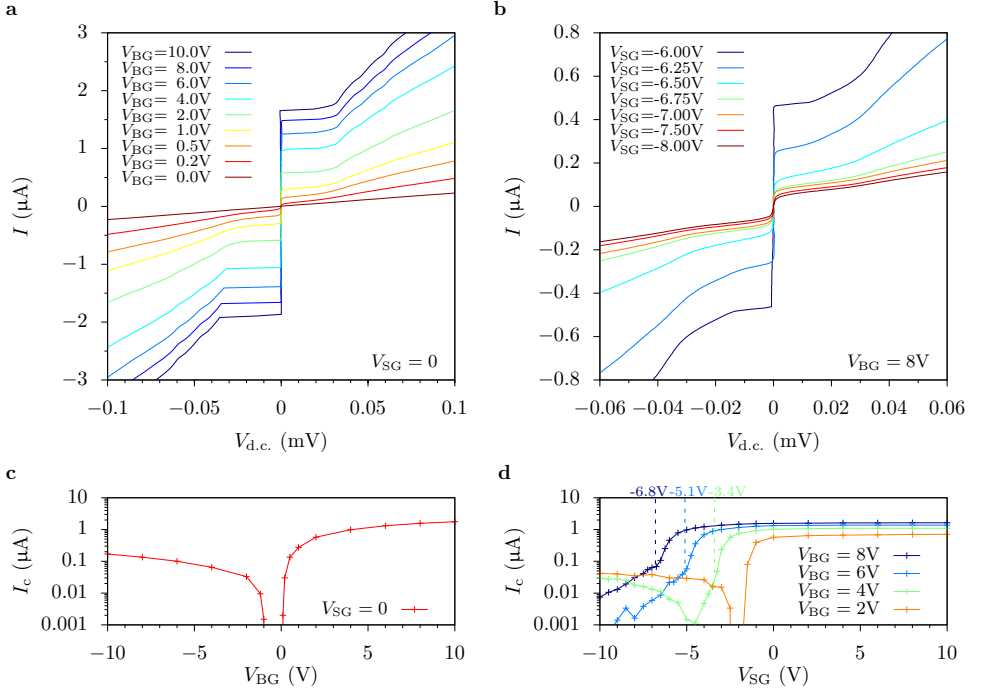 a
3
2
1
0
−1
−2
−3
I (µA)
V_BG=10.0V
V_BG= 8.0V
V_BG= 6.0V
V_BG= 4.0V
V_BG= 2.0V
V_BG= 1.0V
V_BG= 0.5V
V_BG= 0.2V
V_BG= 0.0V
V_SG = 0
−0.1 −0.05 0 0.05 0.1
V_d.c. (mV)
b
0.8
0.6
0.4
0.2
0
−0.2
−0.4
−0.6
−0.8
I (µA)
V_SG=-6.00V
V_SG=-6.25V
V_SG=-6.50V
V_SG=-6.75V
V_SG=-7.00V
V_SG=-7.50V
V_SG=-8.00V
V_BG = 8V
−0.06 −0.04 −0.02 0 0.02 0.04 0.06
V_d.c. (mV)
c
10
1
0.1
0.01
0.001
I_c (µA)
V_SG = 0
−10 −5 0 5 10
V_BG (V)
d
10
1
0.1
0.01
0.001
I_c (µA)
-6.8V -5.1V -3.4V
V_BG = 8V
V_BG = 6V
V_BG = 4V
V_BG = 2V
−10 −5 0 5 10
V_SG (V)